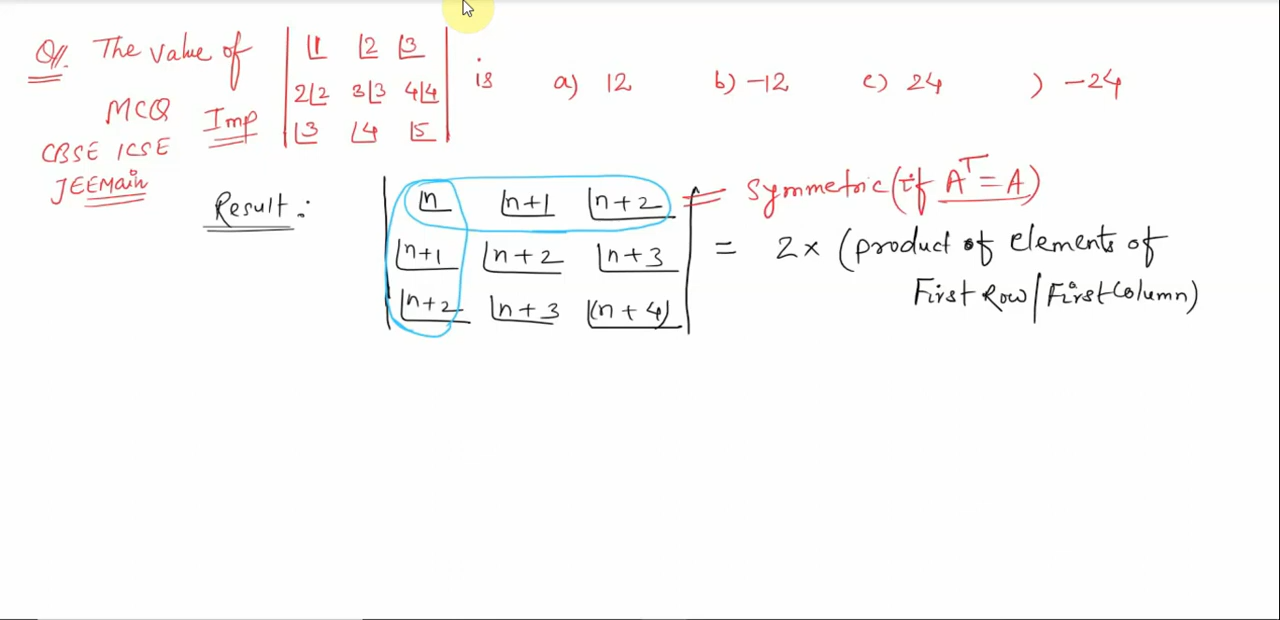 Q//. The value of | ⌊1 ⌊2 ⌊3 | is a) 12 b) -12 c) 24 ) -24
| 2⌊2 3⌊3 4⌊4 |
| ⌊3 ⌊4 ⌊5 |
MCQ Imp
CBSE ICSE
JEEMain
Result :
| ⌊n ⌊n+1 ⌊n+2 | = Symmetric (if A^T = A)
| ⌊n+1 ⌊n+2 ⌊n+3 | = 2x (product of elements of
| ⌊n+2 ⌊n+3 ⌊(n+4) | First Row/First Column)